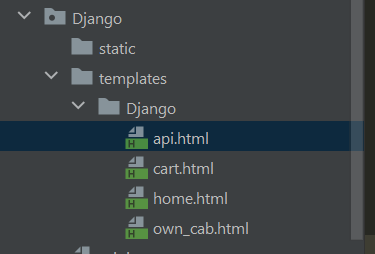 Django
static
templates
Django
api.html
cart.html
home.html
own_cab.html